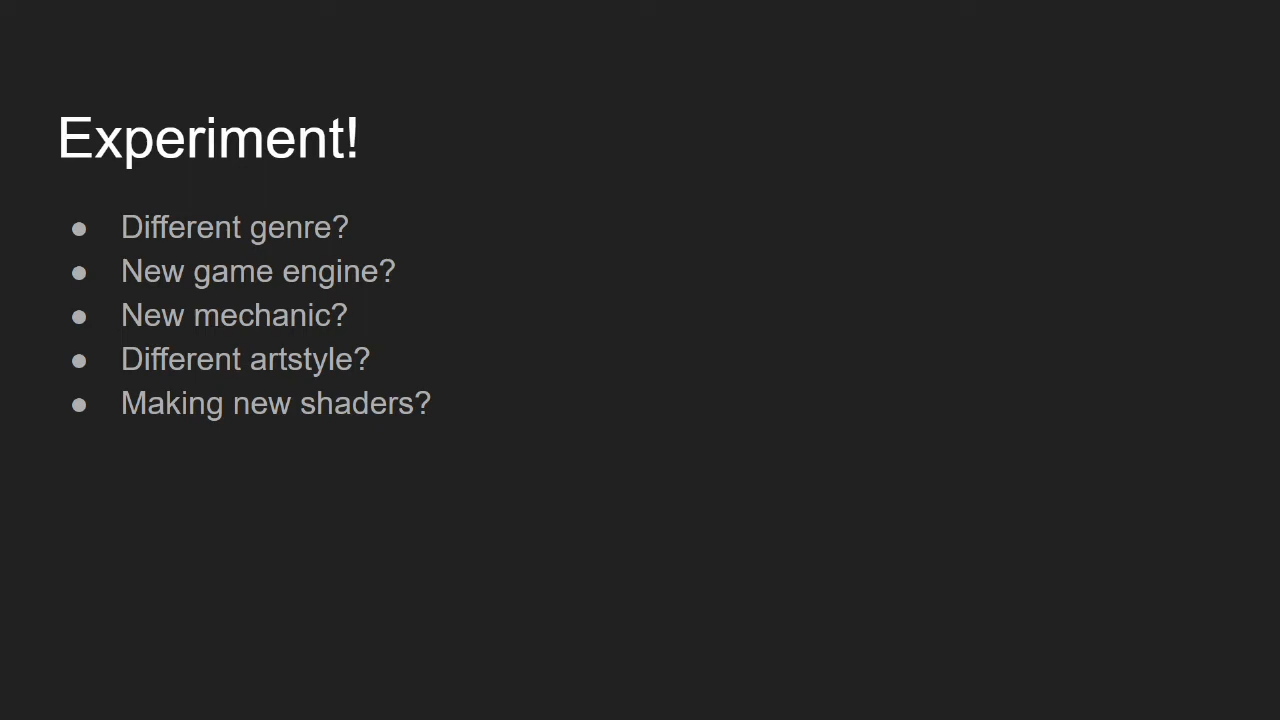 Experiment!
● Different genre?
● New game engine?
● New mechanic?
● Different artstyle?
● Making new shaders?